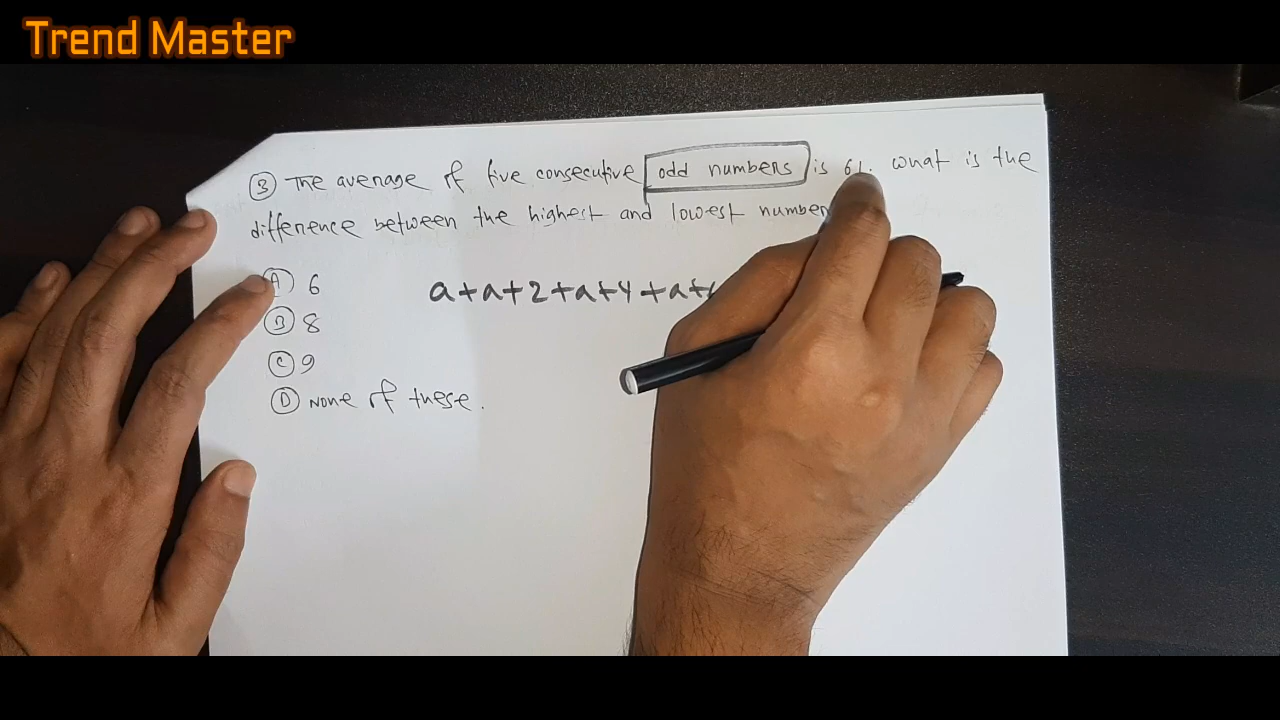 Trend Master
③ The average of five consecutive odd numbers is 61. What is the
difference between the highest and lowest number
Ⓐ 6
Ⓑ 8
Ⓒ 9
Ⓓ None of these.
a+a+2+a+4+a+